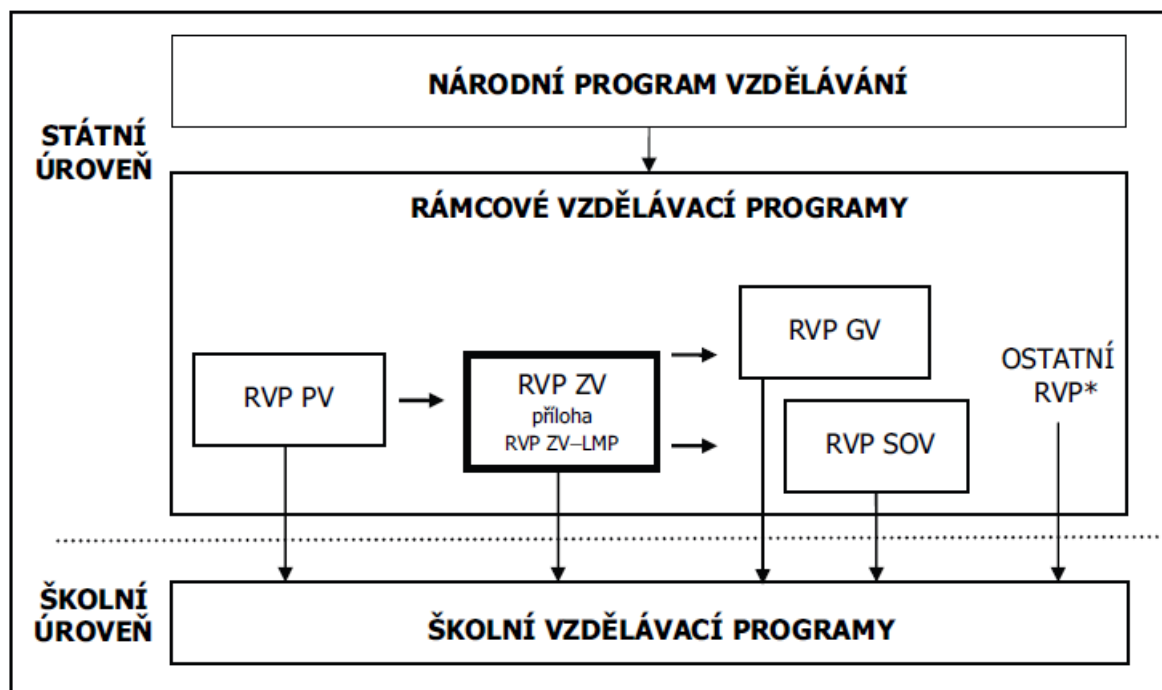 NÁRODNÍ PROGRAM VZDĚLÁVÁNÍ
STÁTNÍ
ÚROVEŇ
RÁMCOVÉ VZDĚLÁVACÍ PROGRAMY
RVP PV
RVP ZV
příloha
RVP ZV–LMP
RVP GV
RVP SOV
OSTATNÍ
RVP*
ŠKOLNÍ
ÚROVEŇ
ŠKOLNÍ VZDĚLÁVACÍ PROGRAMY